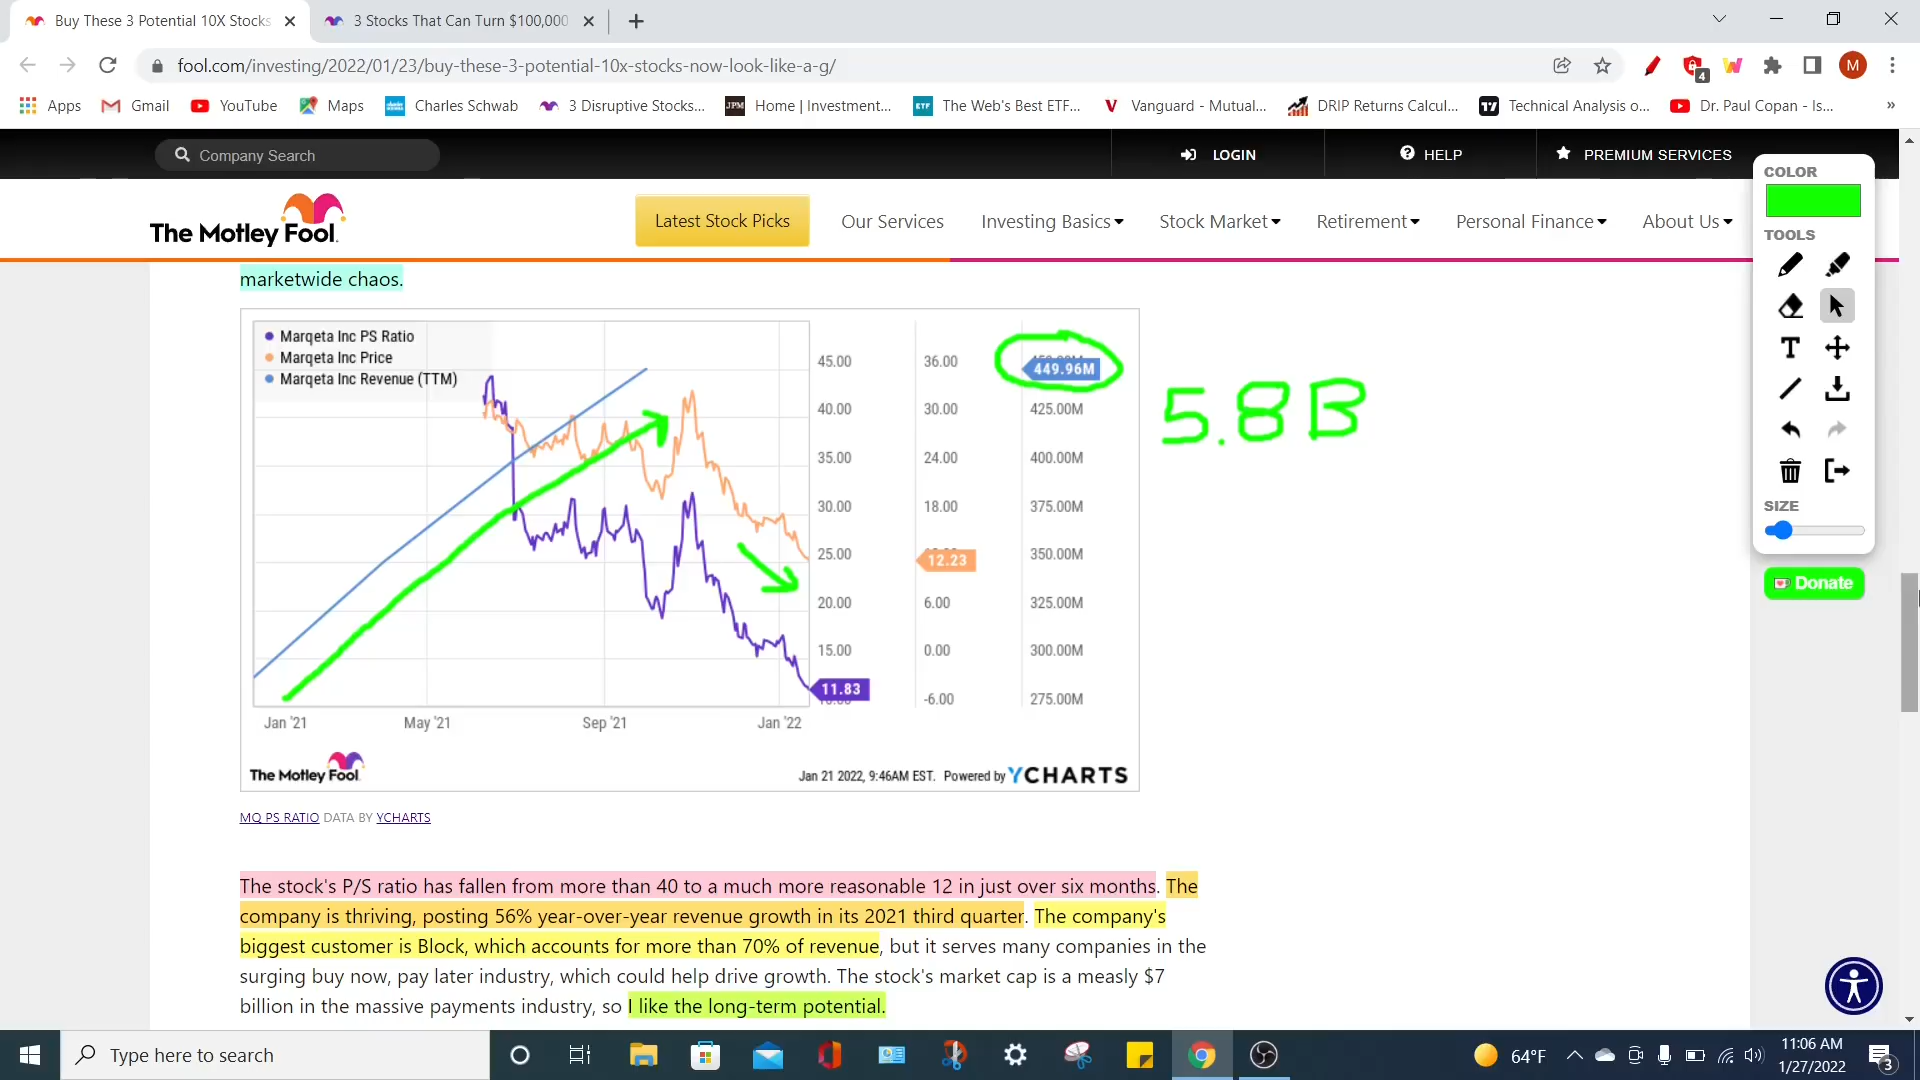 Buy These 3 Potential 10X Stocks
3 Stocks That Can Turn $100,000
fool.com/investing/2022/01/23/buy-these-3-potential-10x-stocks-now-look-like-a-g/
4
M
Apps
Gmail
YouTube
Maps
Charles Schwab
3 Disruptive Stocks...
JPM
Home | Investment...
ETF
The Web's Best ETF...
V
Vanguard - Mutual...
DRIP Returns Calcul...
Technical Analysis o...
Dr. Paul Copan - Is...
»
Company Search
LOGIN
HELP
PREMIUM SERVICES
The Motley Fool.
Latest Stock Picks
Our Services
Investing Basics
Stock Market
Retirement
Personal Finance
About Us
COLOR
TOOLS
T
SIZE
Donate
marketwide chaos.
Marqeta Inc PS Ratio
Marqeta Inc Price
Marqeta Inc Revenue (TTM)
45.00 36.00
449.96M
40.00 30.00 425.00M
35.00 24.00 400.00M
30.00 18.00 375.00M
25.00 350.00M
12.23
20.00 6.00 325.00M
15.00 0.00 300.00M
11.83
-6.00 275.00M
5.8B
Jan '21 May '21 Sep '21 Jan '22
The Motley Fool.
Jan 21 2022, 9:46AM EST. Powered by YCHARTS
MQ PS RATIO DATA BY YCHARTS
The stock's P/S ratio has fallen from more than 40 to a much more reasonable 12 in just over six months. The
company is thriving, posting 56% year-over-year revenue growth in its 2021 third quarter. The company's
biggest customer is Block, which accounts for more than 70% of revenue, but it serves many companies in the
surging buy now, pay later industry, which could help drive growth. The stock's market cap is a measly $7
billion in the massive payments industry, so I like the long-term potential.
Type here to search
64°F
11:06 AM
1/27/2022
3